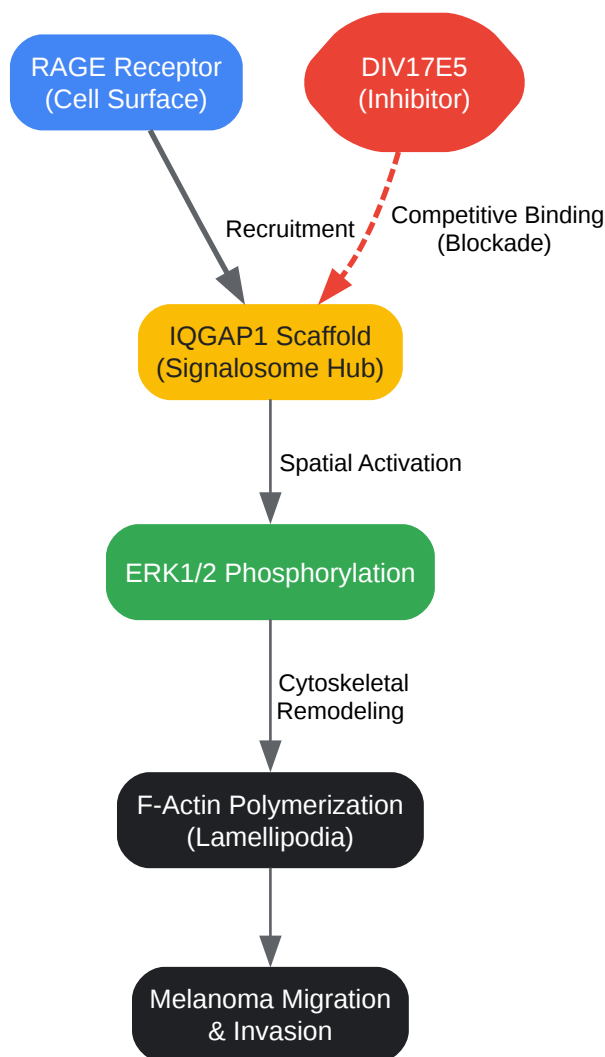 RAGE Receptor
(Cell Surface)
DIV17E5
(Inhibitor)
Recruitment
Competitive Binding
(Blockade)
IQGAP1 Scaffold
(Signalosome Hub)
Spatial Activation
ERK1/2 Phosphorylation
Cytoskeletal
Remodeling
F-Actin Polymerization
(Lamellipodia)
Melanoma Migration
& Invasion